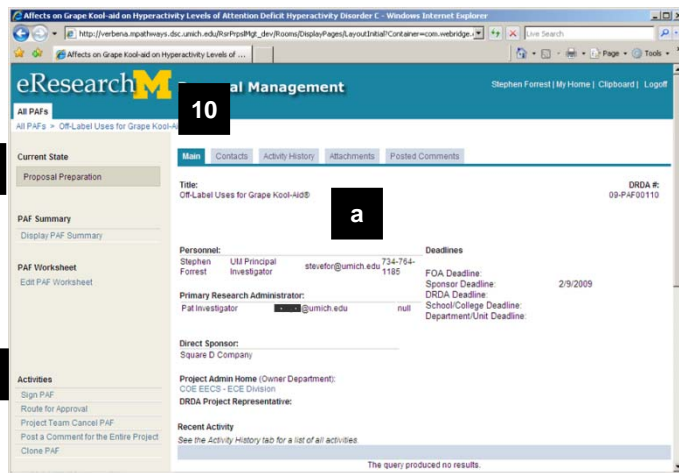 Affects on Grape Kool-aid on Hyperactivity Levels of Attention Deficit Hyperactivity Disorder C - Windows Internet Explorer
http://verbena.mpathways.dsc.umich.edu/RsrPrpslMgt_dev/Rooms/DisplayPages/LayoutInitial?Container=com.webridge. Live Search
Affects on Grape Kool-aid on Hyperactivity Levels of ... Page Tools
eResearch M Management Stephen Forrest | My Home | Clipboard | Logoff
10
All PAFs
All PAFs > Off-Label Uses for Grape Kool-
Current State
Main Contacts Activity History Attachments Posted Comments
Proposal Preparation
Title: DRDA #:
Off-Label Uses for Grape Kool-Aid® 09-PAF00110
a
PAF Summary
Display PAF Summary
Personnel: Deadlines
Stephen Forrest UM Principal Investigator stevefor@umich.edu 734-764-1185
FOA Deadline:
Sponsor Deadline: 2/9/2009
DRDA Deadline:
School/College Deadline:
Department/Unit Deadline:
PAF Worksheet
Edit PAF Worksheet
Primary Research Administrator:
Pat Investigator @umich.edu null
Direct Sponsor:
Square D Company
Activities
Sign PAF
Route for Approval
Project Team Cancel PAF
Post a Comment for the Entire Project
Clone PAF
Project Admin Home (Owner Department):
COE EECS - ECE Division
DRDA Project Representative:
Recent Activity
See the Activity History tab for a list of all activities.
The query produced no results.